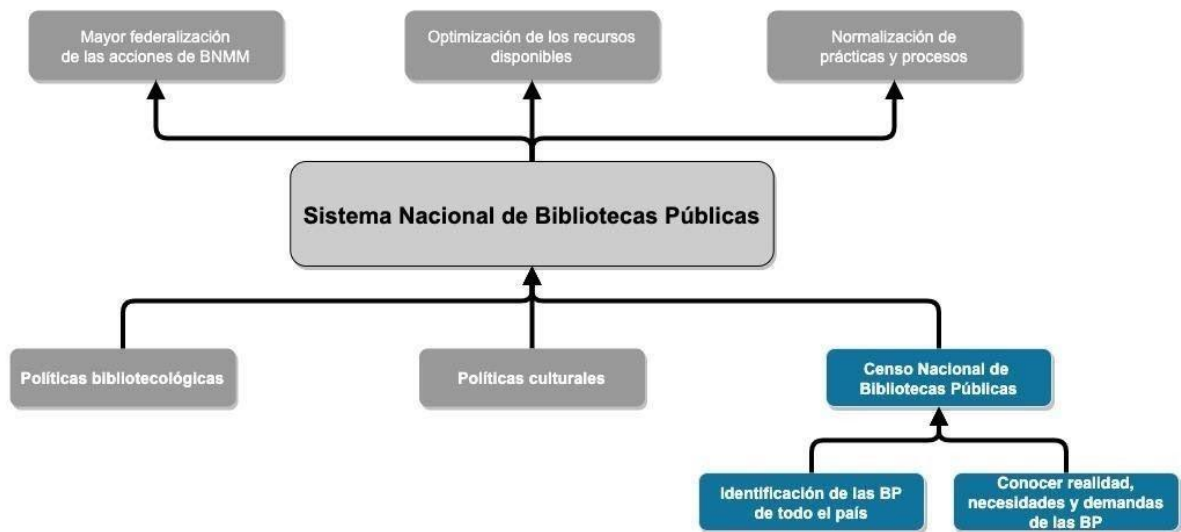 Mayor federalización
de las acciones de BNMM
Optimización de los recursos
disponibles
Normalización de
prácticas y procesos
Sistema Nacional de Bibliotecas Públicas
Políticas bibliotecológicas
Políticas culturales
Censo Nacional de
Bibliotecas Públicas
Identificación de las BP
de todo el país
Conocer realidad,
necesidades y demandas
de las BP